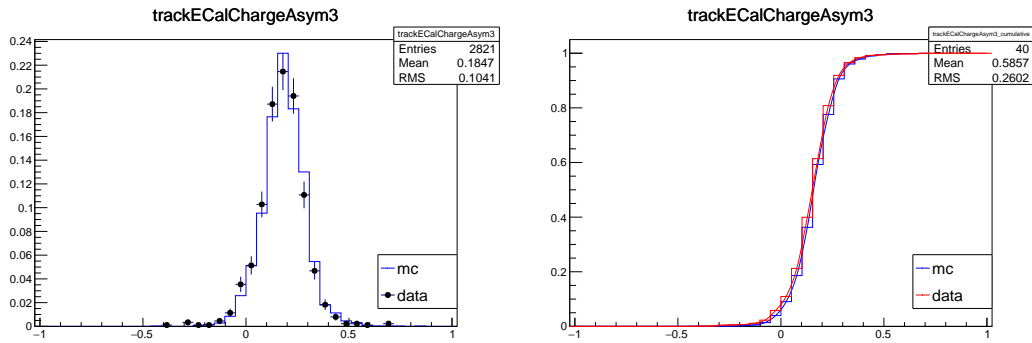 trackECalChargeAsym3
trackECalChargeAsym3
Entries 2821
Mean 0.1847
RMS 0.1041
0.24
0.22
0.2
0.18
0.16
0.14
0.12
0.1
0.08
0.06
0.04
0.02
0
−1
−0.5
0
0.5
1
mc
data
trackECalChargeAsym3
trackECalChargeAsym3_cumulative
Entries 40
Mean 0.5857
RMS 0.2602
1
0.8
0.6
0.4
0.2
0
−1
−0.5
0
0.5
1
mc
data